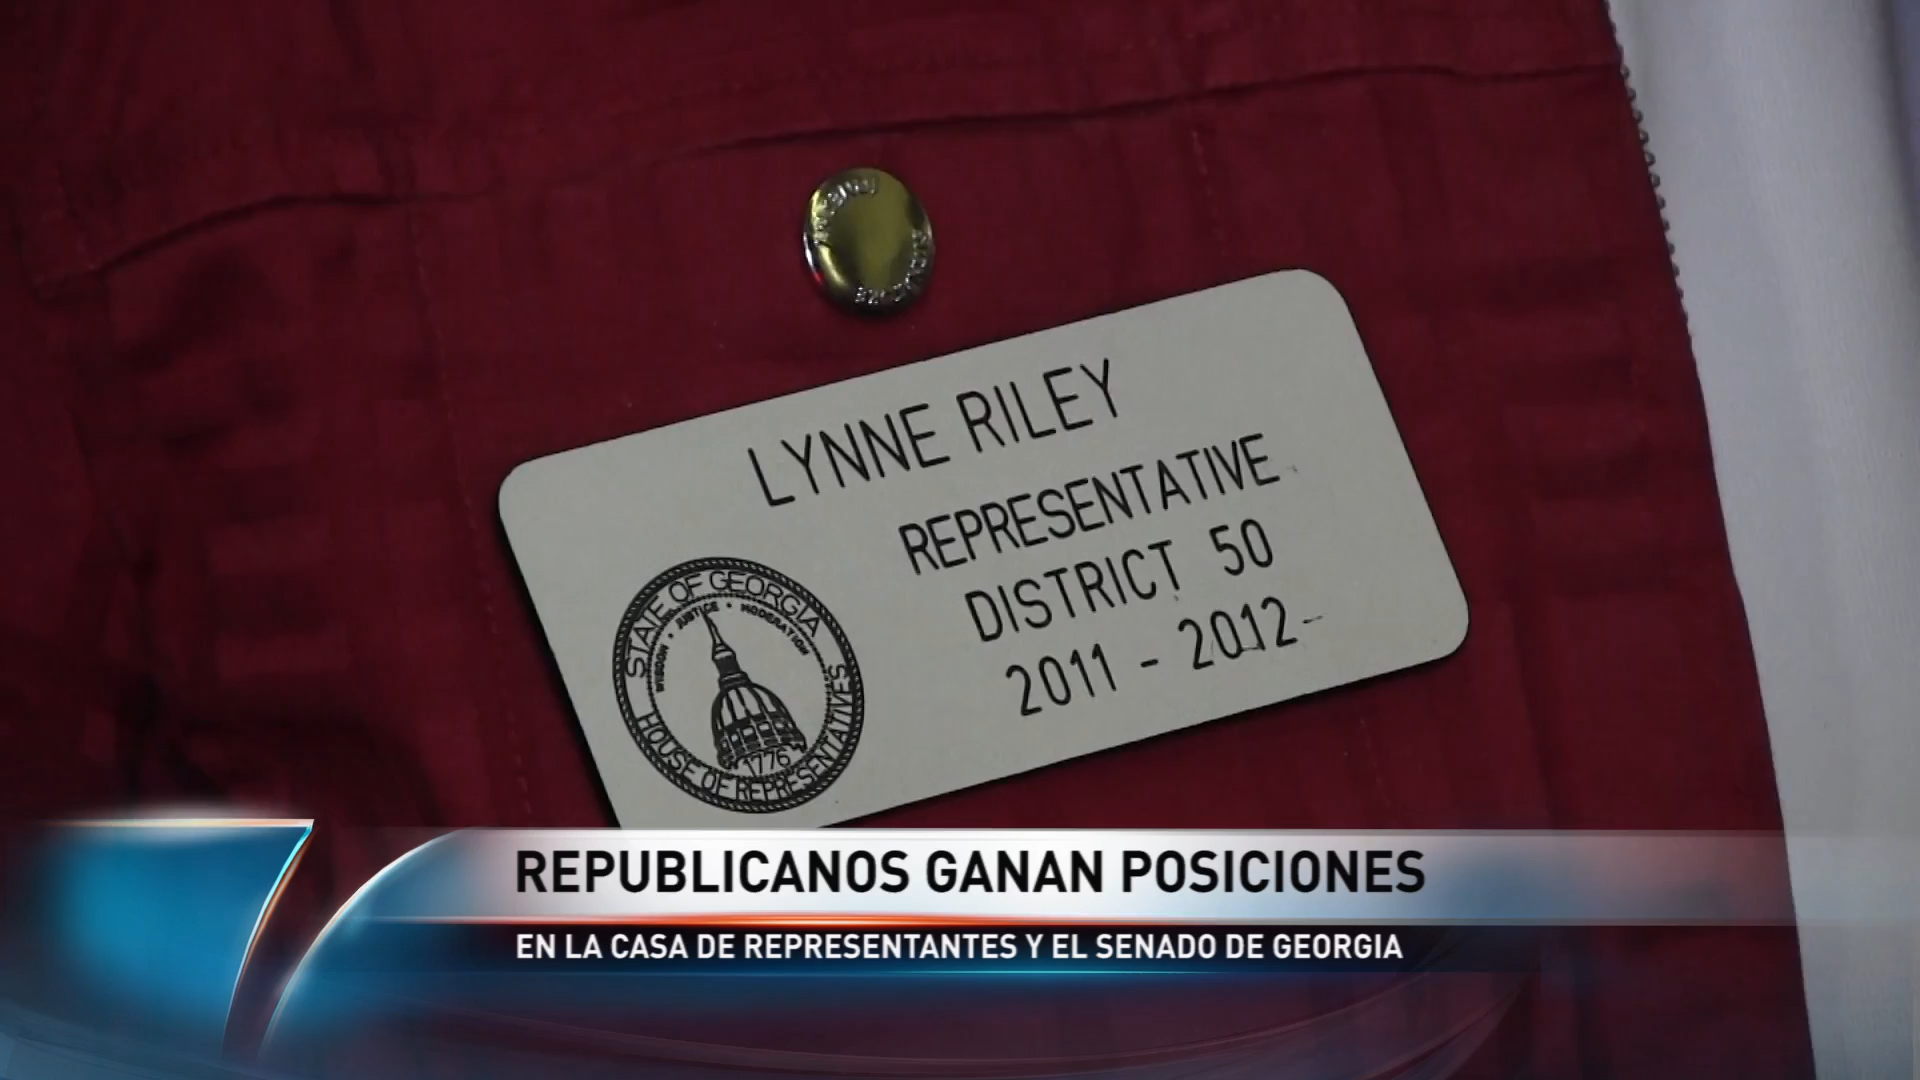 LYNNE RILEY
REPRESENTATIVE
DISTRICT 50
2011 - 2012-
STATE OF GEORGIA
WISDOM • JUSTICE • MODERATION
1776
HOUSE OF REPRESENTATIVES
REPUBLICANOS GANAN POSICIONES
EN LA CASA DE REPRESENTANTES Y EL SENADO DE GEORGIA